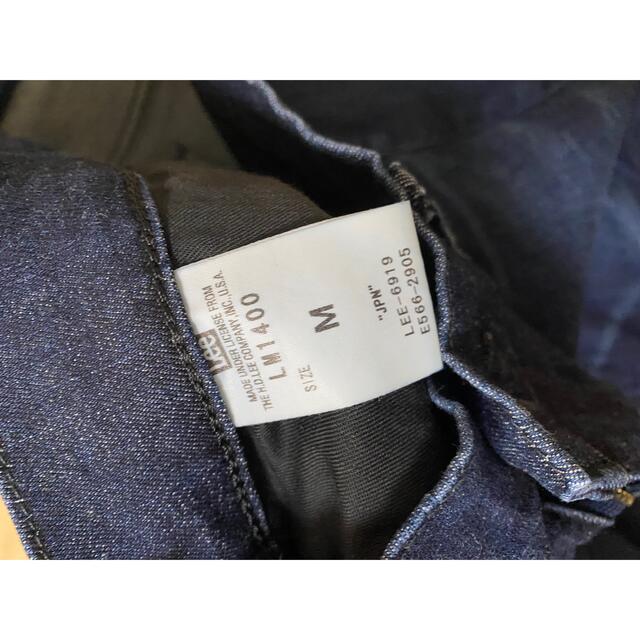 Lee
MADE UNDER LICENSE FROM
THE H.D.LEE COMPANY, INC., U.S.A.
LM1400
SIZE M
"JPN"
LEE-6919
E566-2905